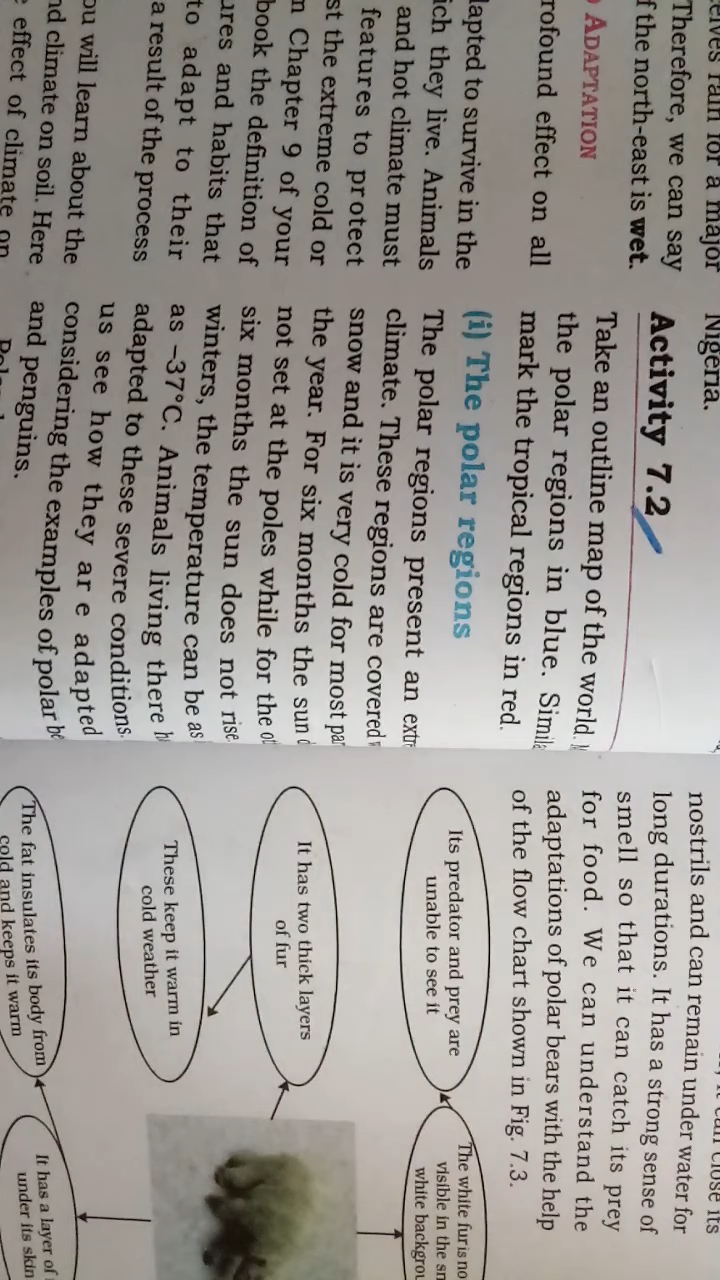 rain for a major
Therefore, we can say
f the north-east is wet.
ADAPTATION
rofound effect on all
lapted to survive in the
ich they live. Animals
and hot climate must
features to protect
st the extreme cold or
n Chapter 9 of your
book the definition of
ures and habits that
to adapt to their
a result of the process
ou will learn about the
nd climate on soil. Here
effect of climate on
Nigeria.
Activity 7.2
Take an outline map of the world.
the polar regions in blue. Simila
mark the tropical regions in red.
(i) The polar regions
The polar regions present an extre
climate. These regions are covered
snow and it is very cold for most par
the year. For six months the sun d
not set at the poles while for the ot
six months the sun does not rise
winters, the temperature can be as
as –37°C. Animals living there h
adapted to these severe conditions.
us see how they ar e adapted
considering the examples of polar be
and penguins.
close its
nostrils and can remain under water for
long durations. It has a strong sense of
smell so that it can catch its prey
for food. We can understand the
adaptations of polar bears with the help
of the flow chart shown in Fig. 7.3.
Its predator and prey are
unable to see it
The white fur is no
visible in the sn
white backgrou
It has two thick layers
of fur
These keep it warm in
cold weather
The fat insulates its body from
cold and keeps it warm
It has a layer of
under its skin